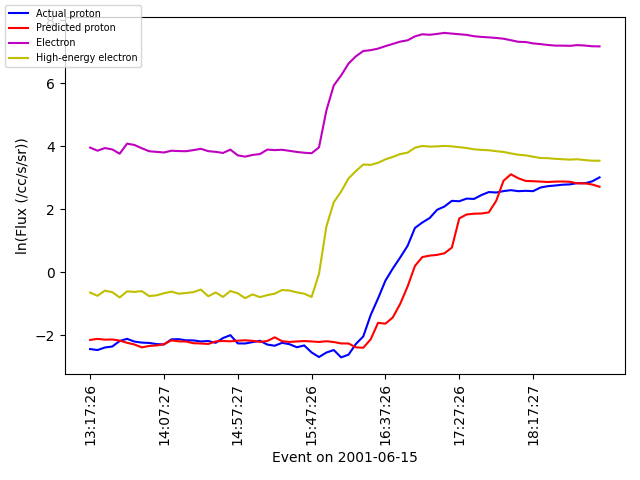 Actual proton
Predicted proton
Electron
High-energy electron
8
6
4
2
0
−2
ln(Flux (/cc/s/sr))
13:17:26
14:07:27
14:57:27
15:47:26
16:37:26
17:27:26
18:17:27
Event on 2001-06-15